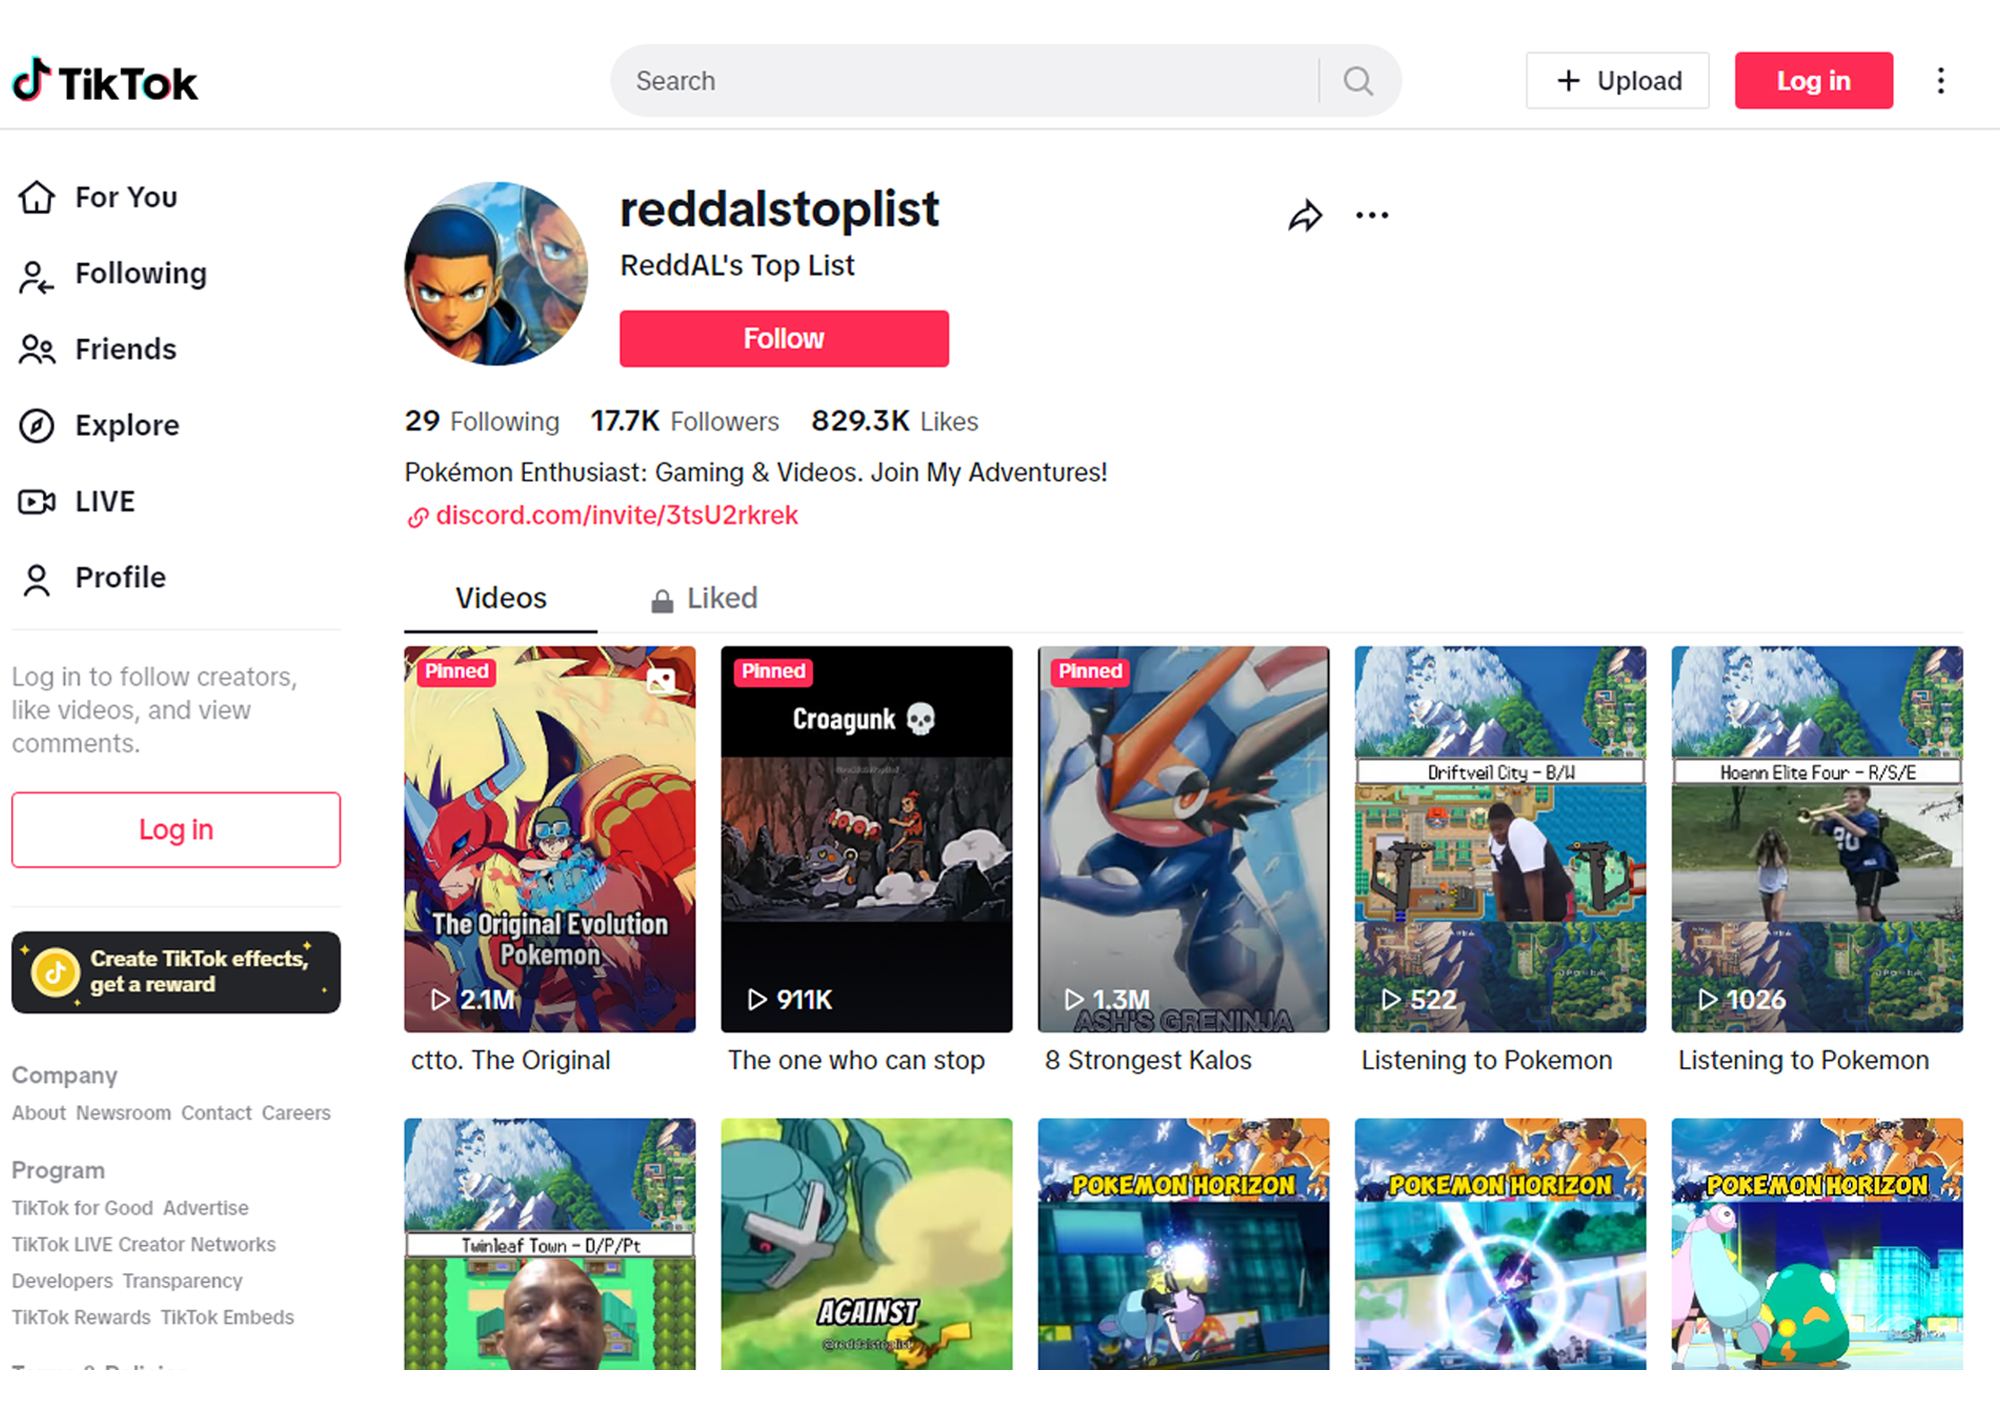 TikTok
Search
+ Upload
Log in
For You
Following
Friends
Explore
LIVE
Profile
Log in to follow creators,
like videos, and view
comments.
Log in
Create TikTok effects,
get a reward
Company
About Newsroom Contact Careers
Program
TikTok for Good Advertise
TikTok LIVE Creator Networks
Developers Transparency
TikTok Rewards TikTok Embeds
reddalstoplist
ReddAL's Top List
Follow
29 Following 17.7K Followers 829.3K Likes
Pokémon Enthusiast: Gaming & Videos. Join My Adventures!
discord.com/invite/3tsU2rkrek
Videos
Liked
Pinned
The Original Evolution
Pokemon
2.1M
ctto. The Original
Pinned
Croagunk
911K
The one who can stop
Pinned
1.3M
ASH'S GRENINJA
8 Strongest Kalos
Driftveil City - B/W
522
Listening to Pokemon
Hoenn Elite Four - R/S/E
20
1026
Listening to Pokemon
Twinleaf Town - D/P/Pt
AGAINST
@reddalstoplist
POKEMON HORIZON
POKEMON HORIZON
POKEMON HORIZON